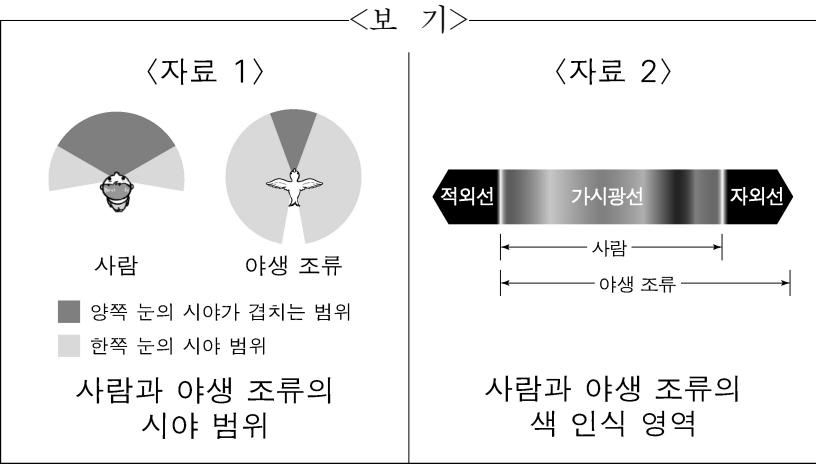 <보 기>
<자료 1>
사람
야생 조류
양쪽 눈의 시야가 겹치는 범위
한쪽 눈의 시야 범위
사람과 야생 조류의
시야 범위
<자료 2>
적외선
가시광선
자외선
사람
야생 조류
사람과 야생 조류의
색 인식 영역